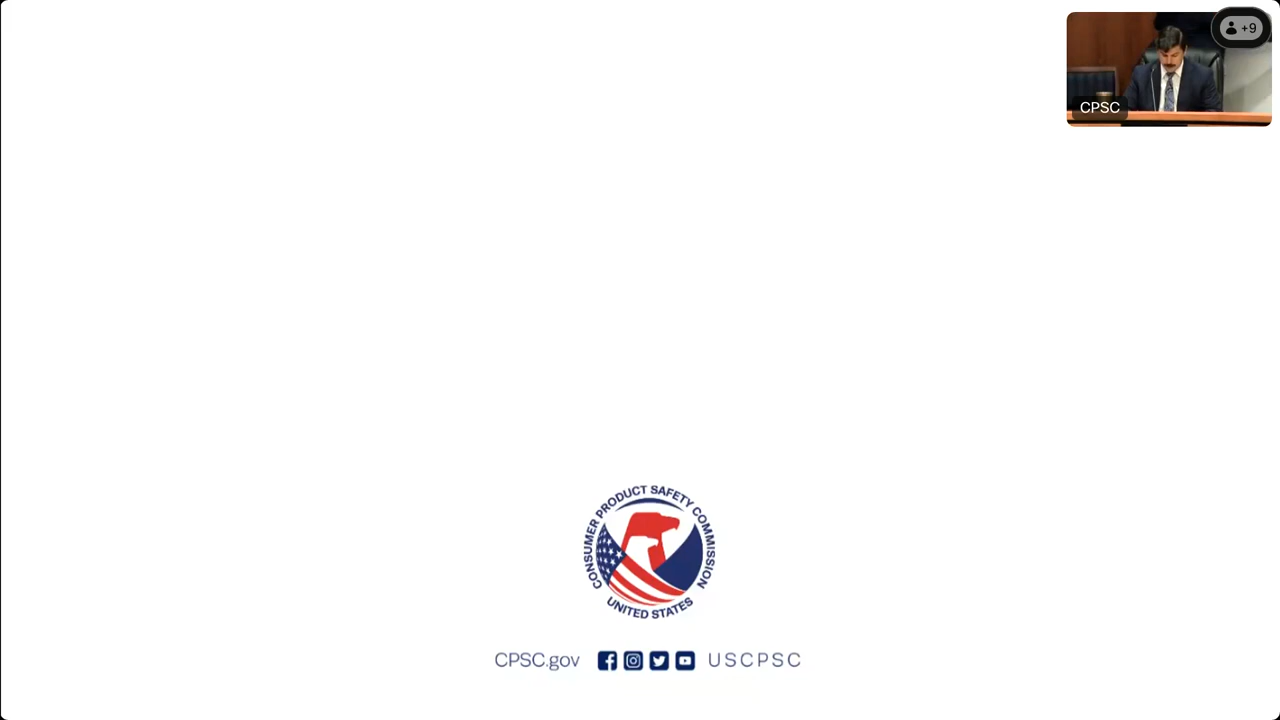 +9
CPSC
CONSUMER PRODUCT SAFETY COMMISSION
UNITED STATES
CPSC.gov USCPSC